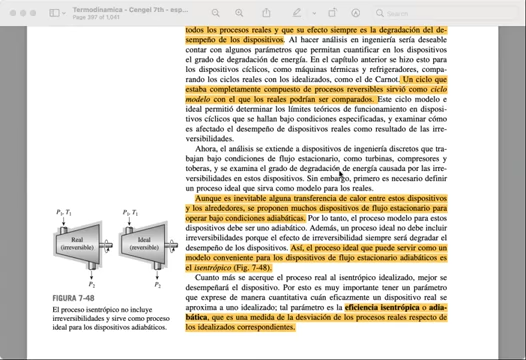 Termodinamica - Cengel 7th - esp...
Page 397 of 1,041
Search
todos los procesos reales y que su efecto siempre es la degradación del de-
sempeño de los dispositivos. Al hacer análisis en ingeniería sería deseable
contar con algunos parámetros que permitan cuantificar en los dispositivos
el grado de degradación de energía. En el capítulo anterior se hizo esto para
los dispositivos cíclicos, como máquinas térmicas y refrigeradores, compa-
rando los ciclos reales con los idealizados, como el de Carnot. Un ciclo que
estaba completamente compuesto de procesos reversibles sirvió como ciclo
modelo con el que los reales podrían ser comparados. Este ciclo modelo e
ideal permitió determinar los límites teóricos de funcionamiento en disposi-
tivos cíclicos que se hallan bajo condiciones especificadas, y examinar cómo
es afectado el desempeño de dispositivos reales como resultado de las irre-
versibilidades.
Ahora, el análisis se extiende a dispositivos de ingeniería discretos que tra-
bajan bajo condiciones de flujo estacionario, como turbinas, compresores y
toberas, y se examina el grado de degradación de energía causada por las irre-
versibilidades en estos dispositivos. Sin embargo, primero es necesario definir
un proceso ideal que sirva como modelo para los reales.
Aunque es inevitable alguna transferencia de calor entre estos dispositivos
y los alrededores, se proponen muchos dispositivos de flujo estacionario para
operar bajo condiciones adiabáticas. Por lo tanto, el proceso modelo para estos
dispositivos debe ser uno adiabático. Además, un proceso ideal no debe incluir
irreversibilidades porque el efecto de irreversibilidad siempre será degradar el
desempeño de los dispositivos. Así, el proceso ideal que puede servir como un
modelo conveniente para los dispositivos de flujo estacionario adiabáticos es
el isentrópico (Fig. 7-48).
Cuanto más se acerque el proceso real al isentrópico idealizado, mejor se
desempeñará el dispositivo. Por esto es muy importante tener un parámetro
que exprese de manera cuantitativa cuán eficazmente un dispositivo real se
aproxima a uno idealizado; tal parámetro es la eficiencia isentrópica o adia-
bática, que es una medida de la desviación de los procesos reales respecto de
los idealizados correspondientes.
P1, T1
P1, T1
Real
(irreversible)
Ideal
(reversible)
P2
P2
FIGURA 7-48
El proceso isentrópico no incluye
irreversibilidades y sirve como proceso
ideal para los dispositivos adiabáticos.